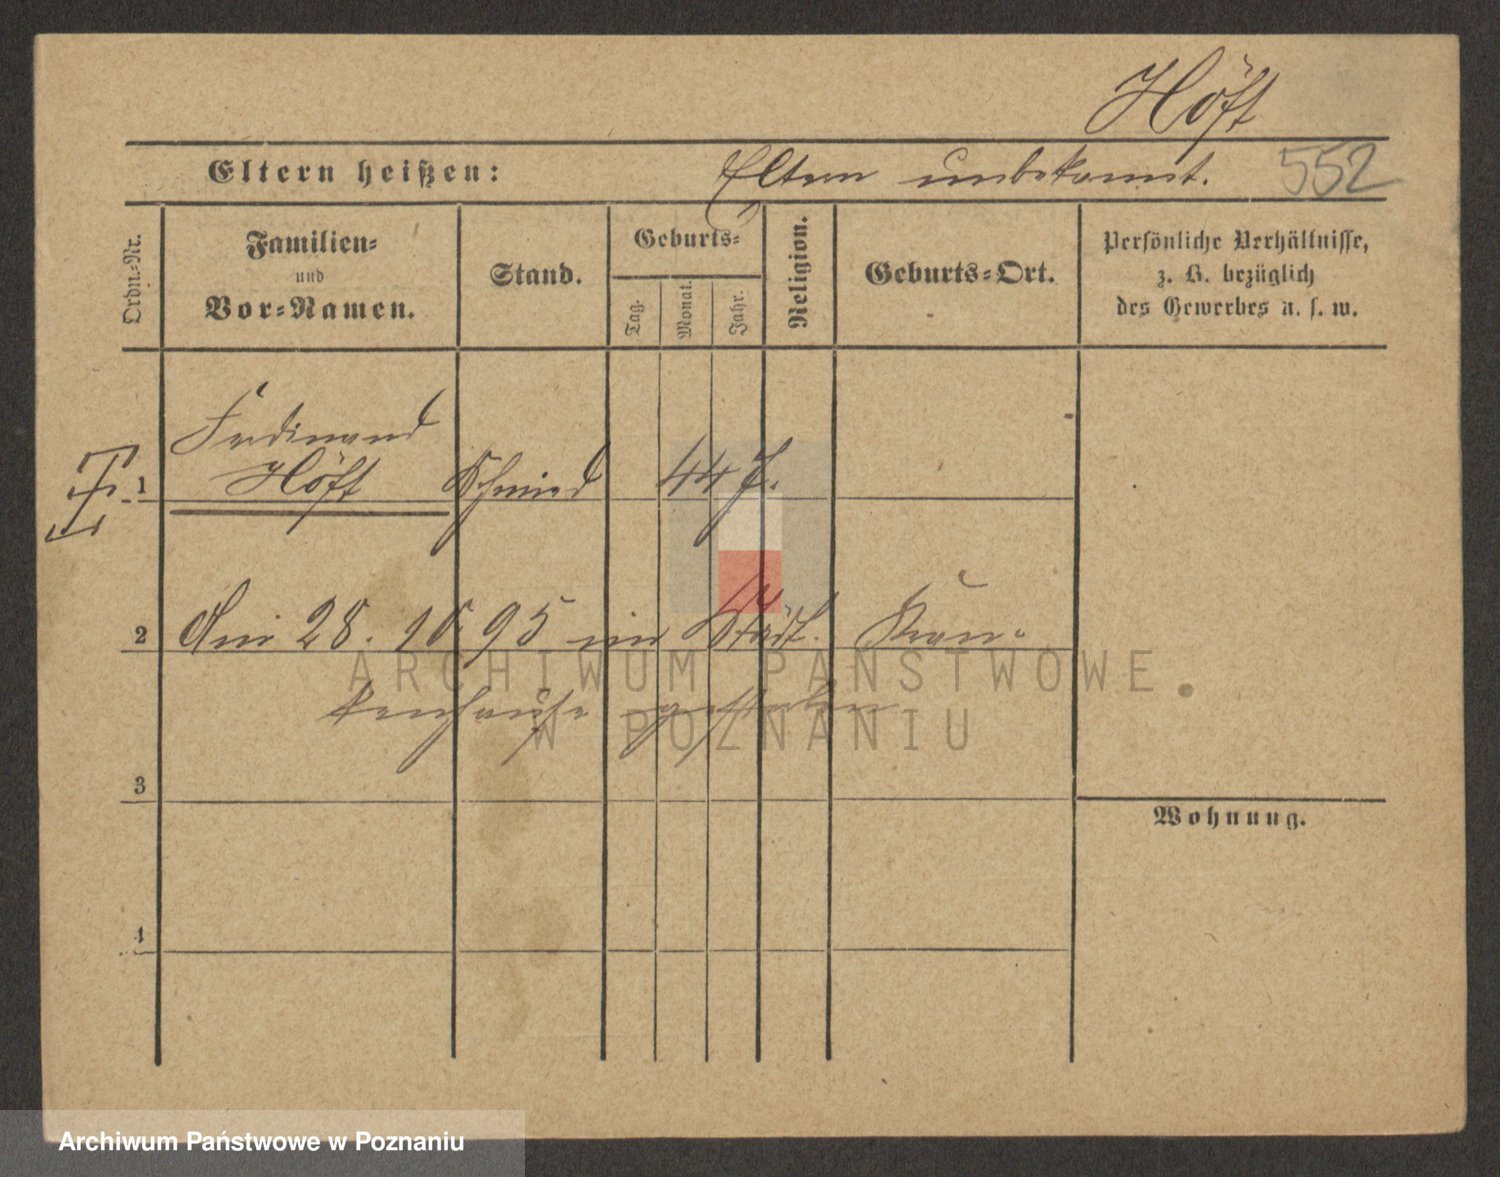 Höft
Eltern heißen: Eltern unbekannt. 552
Ordn.-Nr.
Familien-
und
Vor-Namen.
Stand.
Geburts-
Tag.
Monat.
Jahr.
Religion.
Geburts-Ort.
Persönliche Verhältnisse,
z. B. bezüglich
des Gewerbes u. s. w.
Ferdinand
1 Höft Schmied 44 J.
2 Am 28. 10. 95 im Städt. Kran-
kenhause gestorben
3
Wohnung.
4
ARCHIWUM PAŃSTWOWE
W POZNANIU
Archiwum Państwowe w Poznaniu